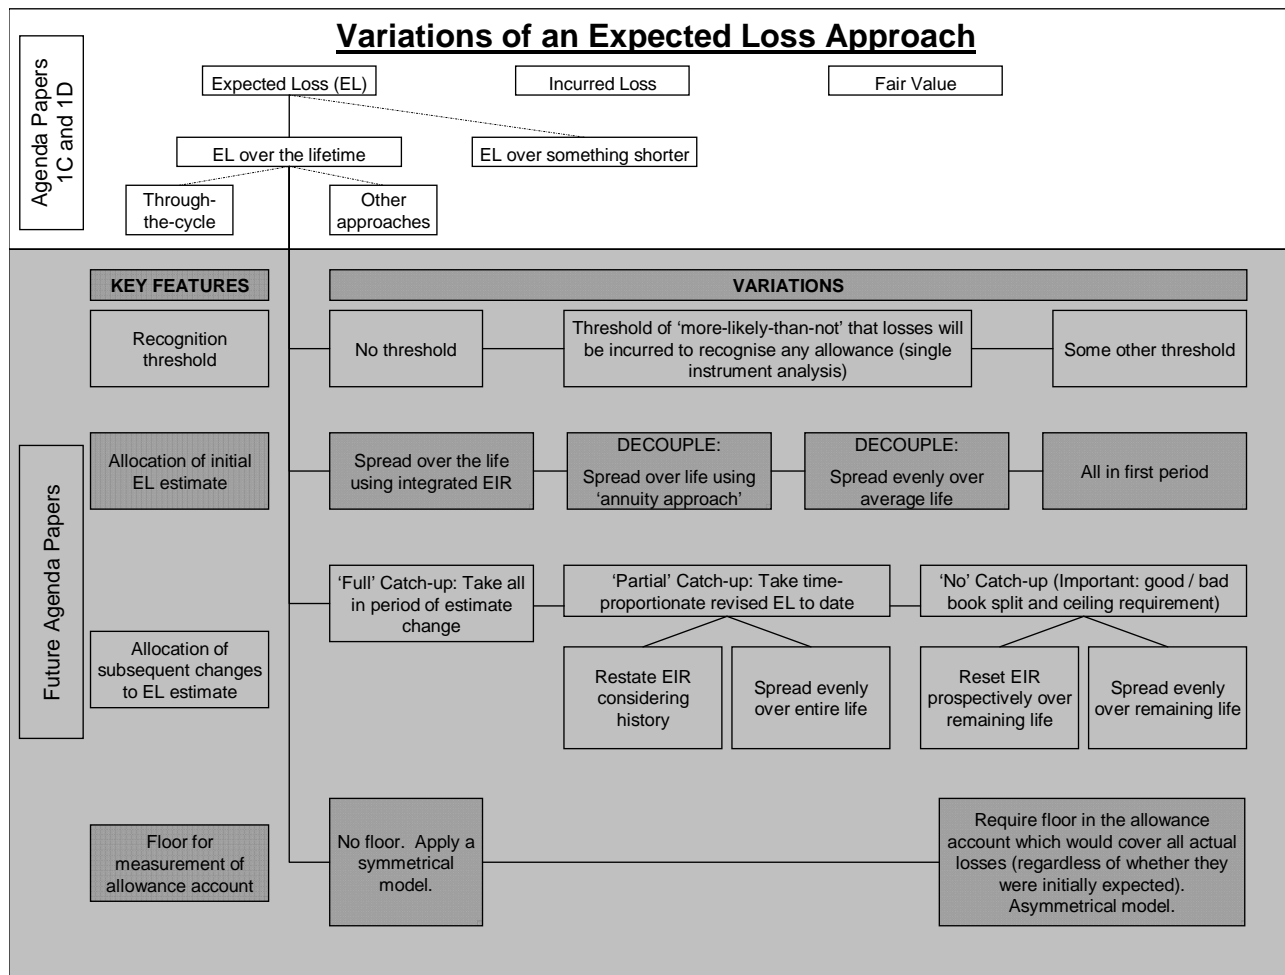 Variations of an Expected Loss Approach
Agenda Papers
1C and 1D
Expected Loss (EL)
Incurred Loss
Fair Value
EL over the lifetime
EL over something shorter
Through-
the-cycle
Other
approaches
Future Agenda Papers
KEY FEATURES
VARIATIONS
Recognition
threshold
No threshold
Threshold of ‘more-likely-than-not’ that losses will
be incurred to recognise any allowance (single
instrument analysis)
Some other threshold
Allocation of initial
EL estimate
Spread over the life
using integrated EIR
DECOUPLE:
Spread over life using
‘annuity approach’
DECOUPLE:
Spread evenly over
average life
All in first period
Allocation of
subsequent changes
to EL estimate
‘Full’ Catch-up: Take all
in period of estimate
change
‘Partial’ Catch-up: Take time-
proportionate revised EL to date
‘No’ Catch-up (Important: good / bad
book split and ceiling requirement)
Restate EIR
considering
history
Spread evenly
over entire life
Reset EIR
prospectively over
remaining life
Spread evenly
over remaining life
Floor for
measurement of
allowance account
No floor.  Apply a
symmetrical
model.
Require floor in the allowance
account which would cover all actual
losses (regardless of whether they
were initially expected).
Asymmetrical model.